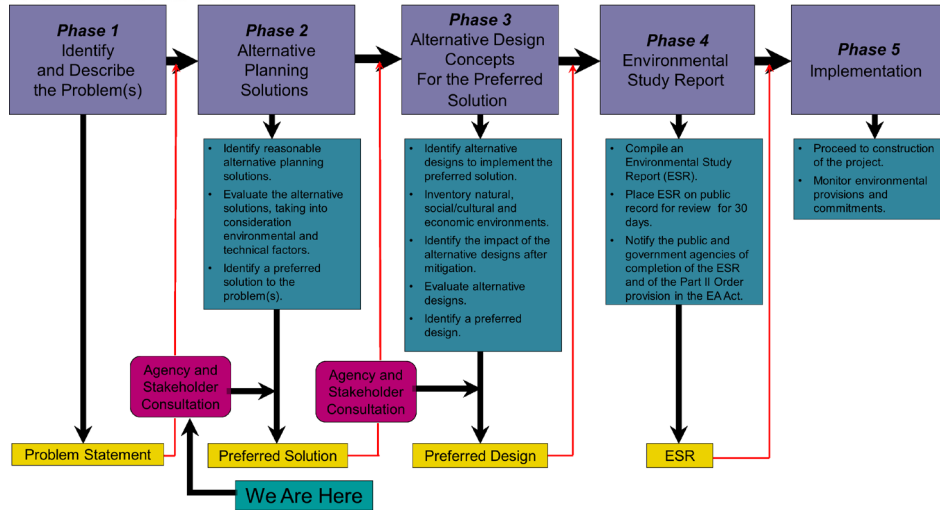 Phase 1
Identify
and Describe
the Problem(s)
Phase 2
Alternative
Planning
Solutions
Phase 3
Alternative Design
Concepts
For the Preferred
Solution
Phase 4
Environmental
Study Report
Phase 5
Implementation
• Identify reasonable
alternative planning
solutions.
• Evaluate the alternative
solutions, taking into
consideration
environmental and
technical factors.
• Identify a preferred
solution to the
problem(s).
• Identify alternative
designs to implement the
preferred solution.
• Inventory natural,
social/cultural and
economic environments.
• Identify the impact of the
alternative designs after
mitigation.
• Evaluate alternative
designs.
• Identify a preferred
design.
• Compile an
Environmental Study
Report (ESR).
• Place ESR on public
record for review for 30
days.
• Notify the public and
government agencies of
completion of the ESR
and of the Part II Order
provision in the EA Act.
• Proceed to construction
of the project.
• Monitor environmental
provisions and
commitments.
Agency and
Stakeholder
Consultation
Agency and
Stakeholder
Consultation
Problem Statement
Preferred Solution
Preferred Design
ESR
We Are Here